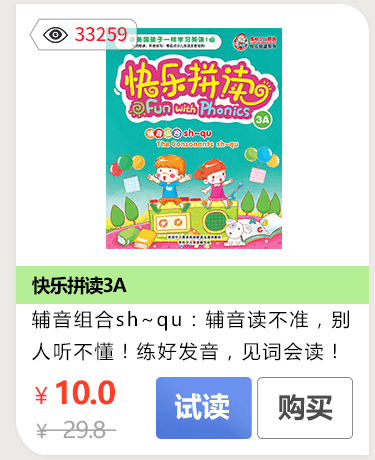 33259
美国孩子一样学习英语!
快乐拼读
Fun with Phonics
3A
辅音组合 sh-qu
The Consonants sh-qu
快乐拼读3A
辅音组合sh~qu：辅音读不准，别
人听不懂！练好发音，见词会读！
¥ 10.0
试读
购买
¥ 29.8